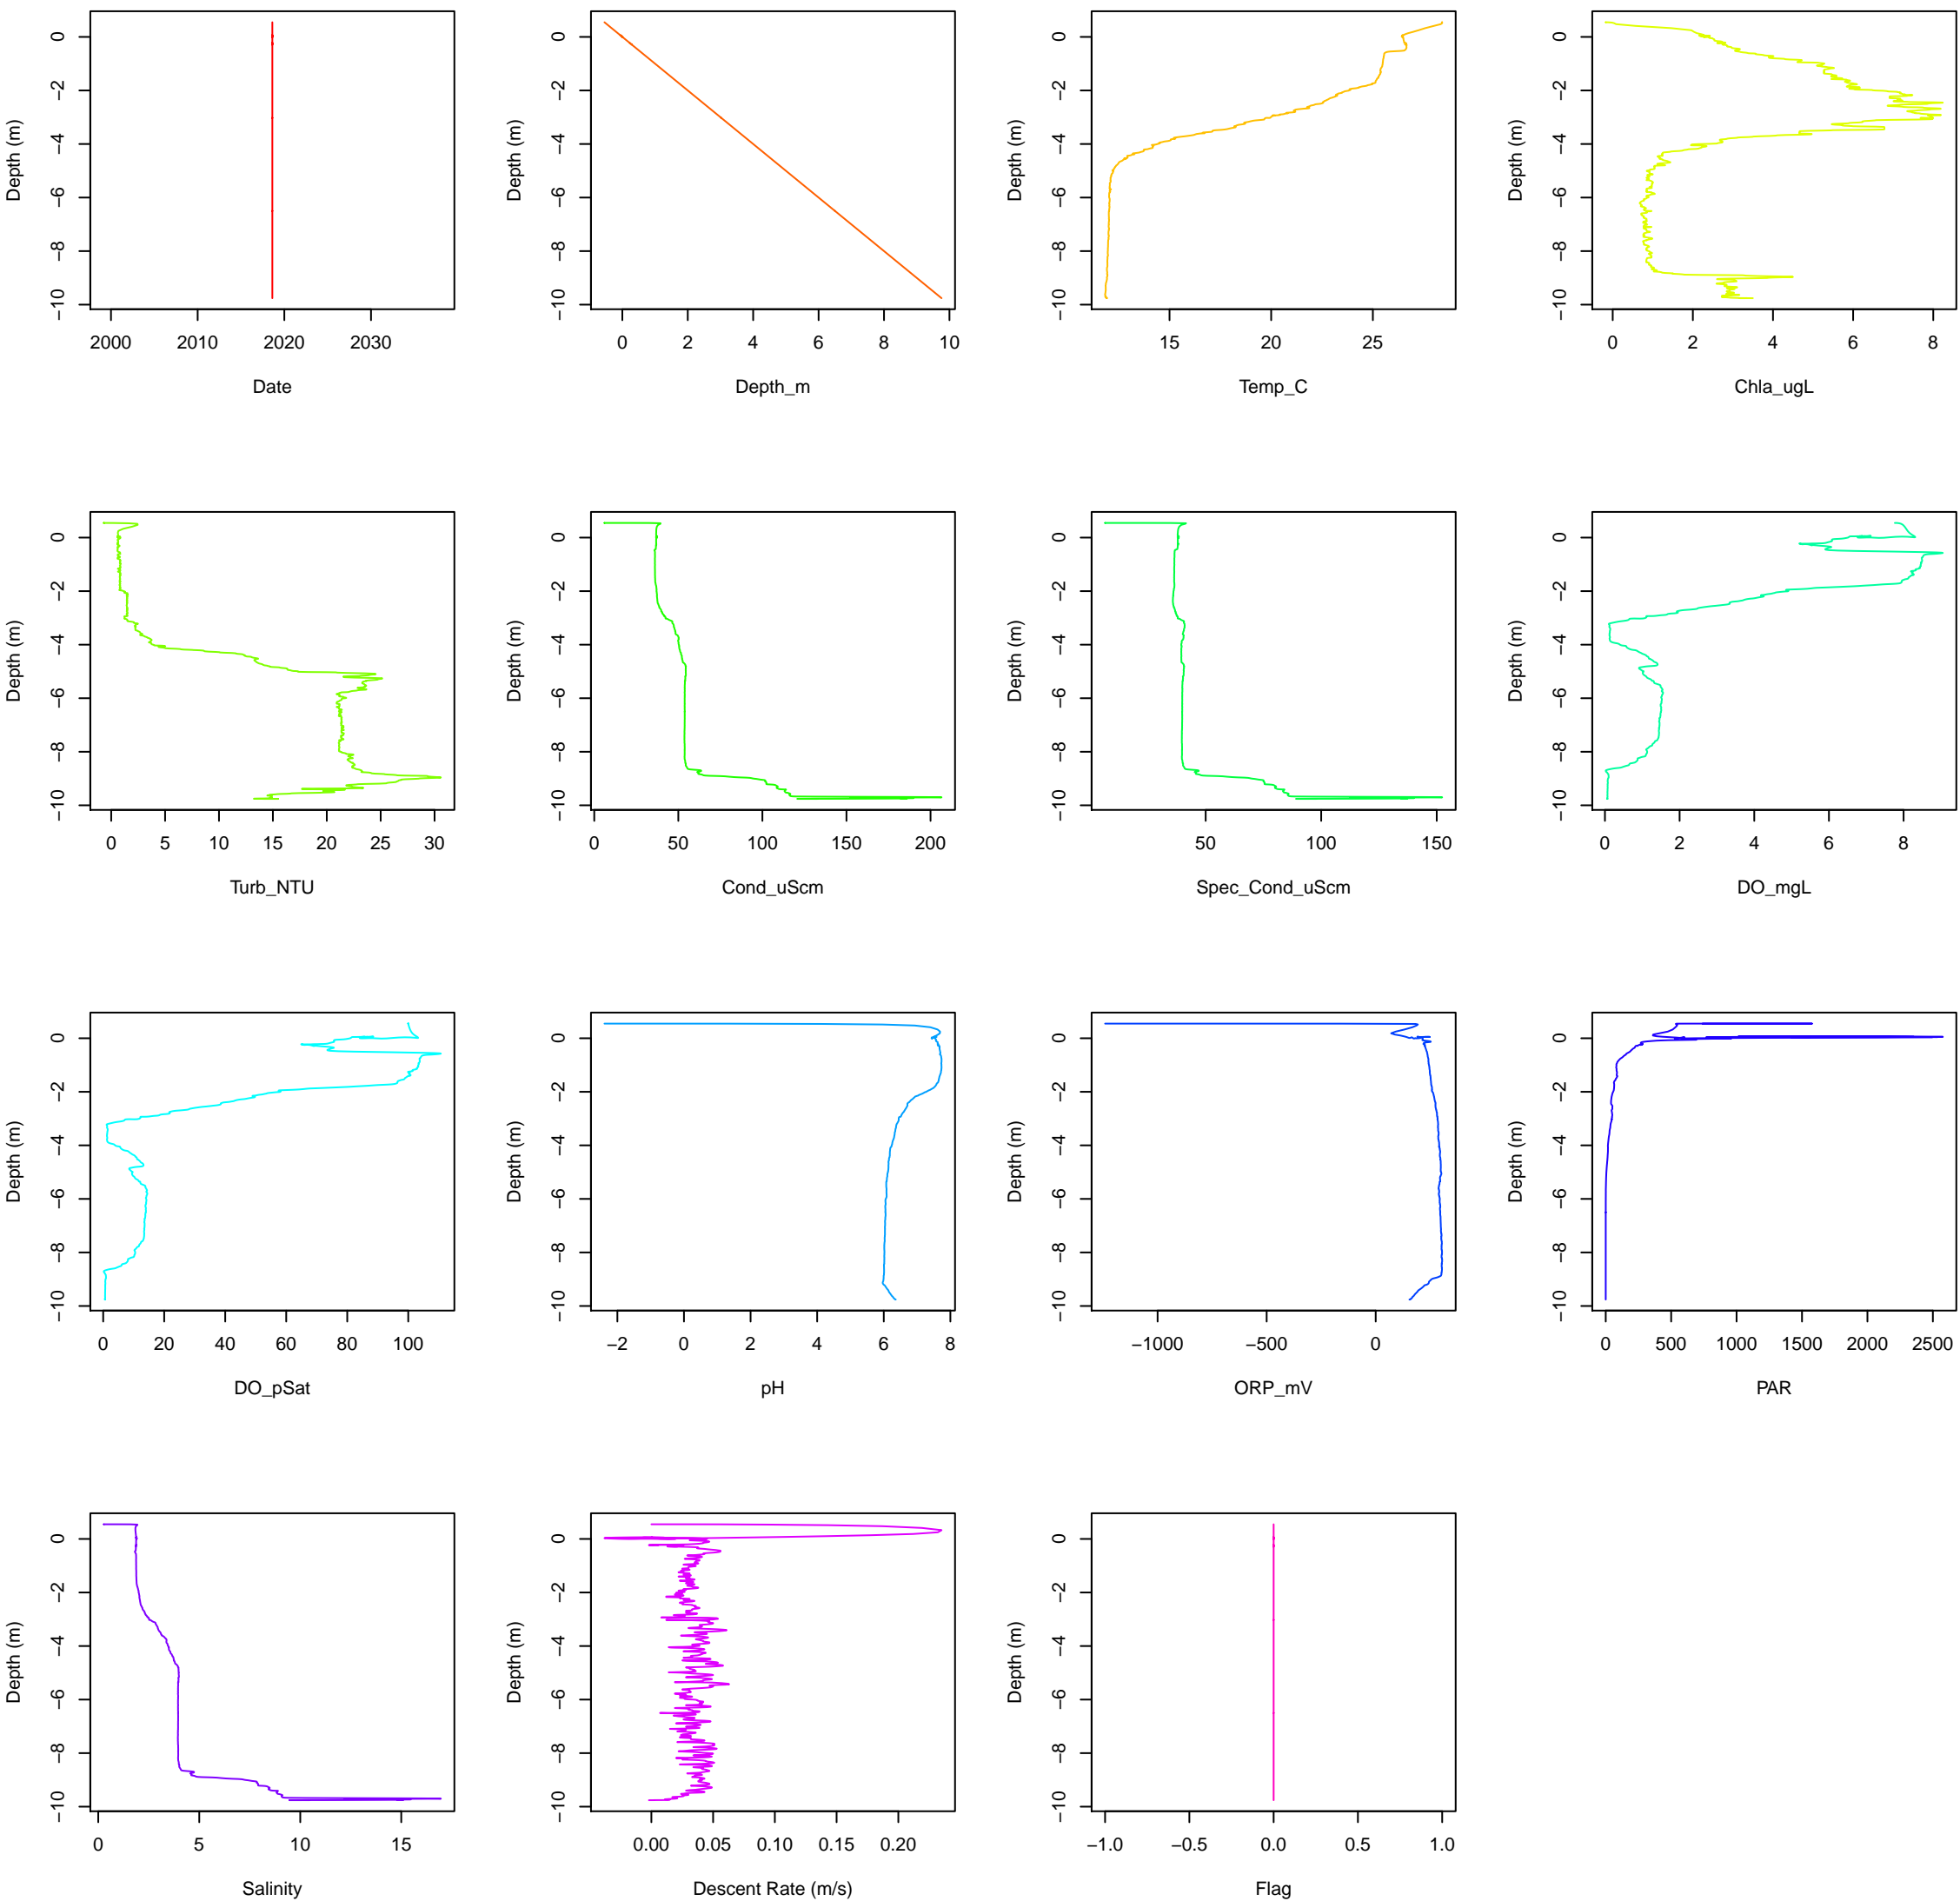 Depth (m)
0
−2
−4
−6
−8
−10
2000 2010 2020 2030
Date
Depth (m)
0
−2
−4
−6
−8
−10
0 2 4 6 8 10
Depth_m
Depth (m)
0
−2
−4
−6
−8
−10
15 20 25
Temp_C
Depth (m)
0
−2
−4
−6
−8
−10
0 2 4 6 8
Chla_ugL
Depth (m)
0
−2
−4
−6
−8
−10
0 5 10 15 20 25 30
Turb_NTU
Depth (m)
0
−2
−4
−6
−8
−10
0 50 100 150 200
Cond_uScm
Depth (m)
0
−2
−4
−6
−8
−10
50 100 150
Spec_Cond_uScm
Depth (m)
0
−2
−4
−6
−8
−10
0 2 4 6 8
DO_mgL
Depth (m)
0
−2
−4
−6
−8
−10
0 20 40 60 80 100
DO_pSat
Depth (m)
0
−2
−4
−6
−8
−10
−2 0 2 4 6 8
pH
Depth (m)
0
−2
−4
−6
−8
−10
−1000 −500 0
ORP_mV
Depth (m)
0
−2
−4
−6
−8
−10
0 500 1000 1500 2000 2500
PAR
Depth (m)
0
−2
−4
−6
−8
−10
0 5 10 15
Salinity
Depth (m)
0
−2
−4
−6
−8
−10
0.00 0.05 0.10 0.15 0.20
Descent Rate (m/s)
Depth (m)
0
−2
−4
−6
−8
−10
−1.0 −0.5 0.0 0.5 1.0
Flag